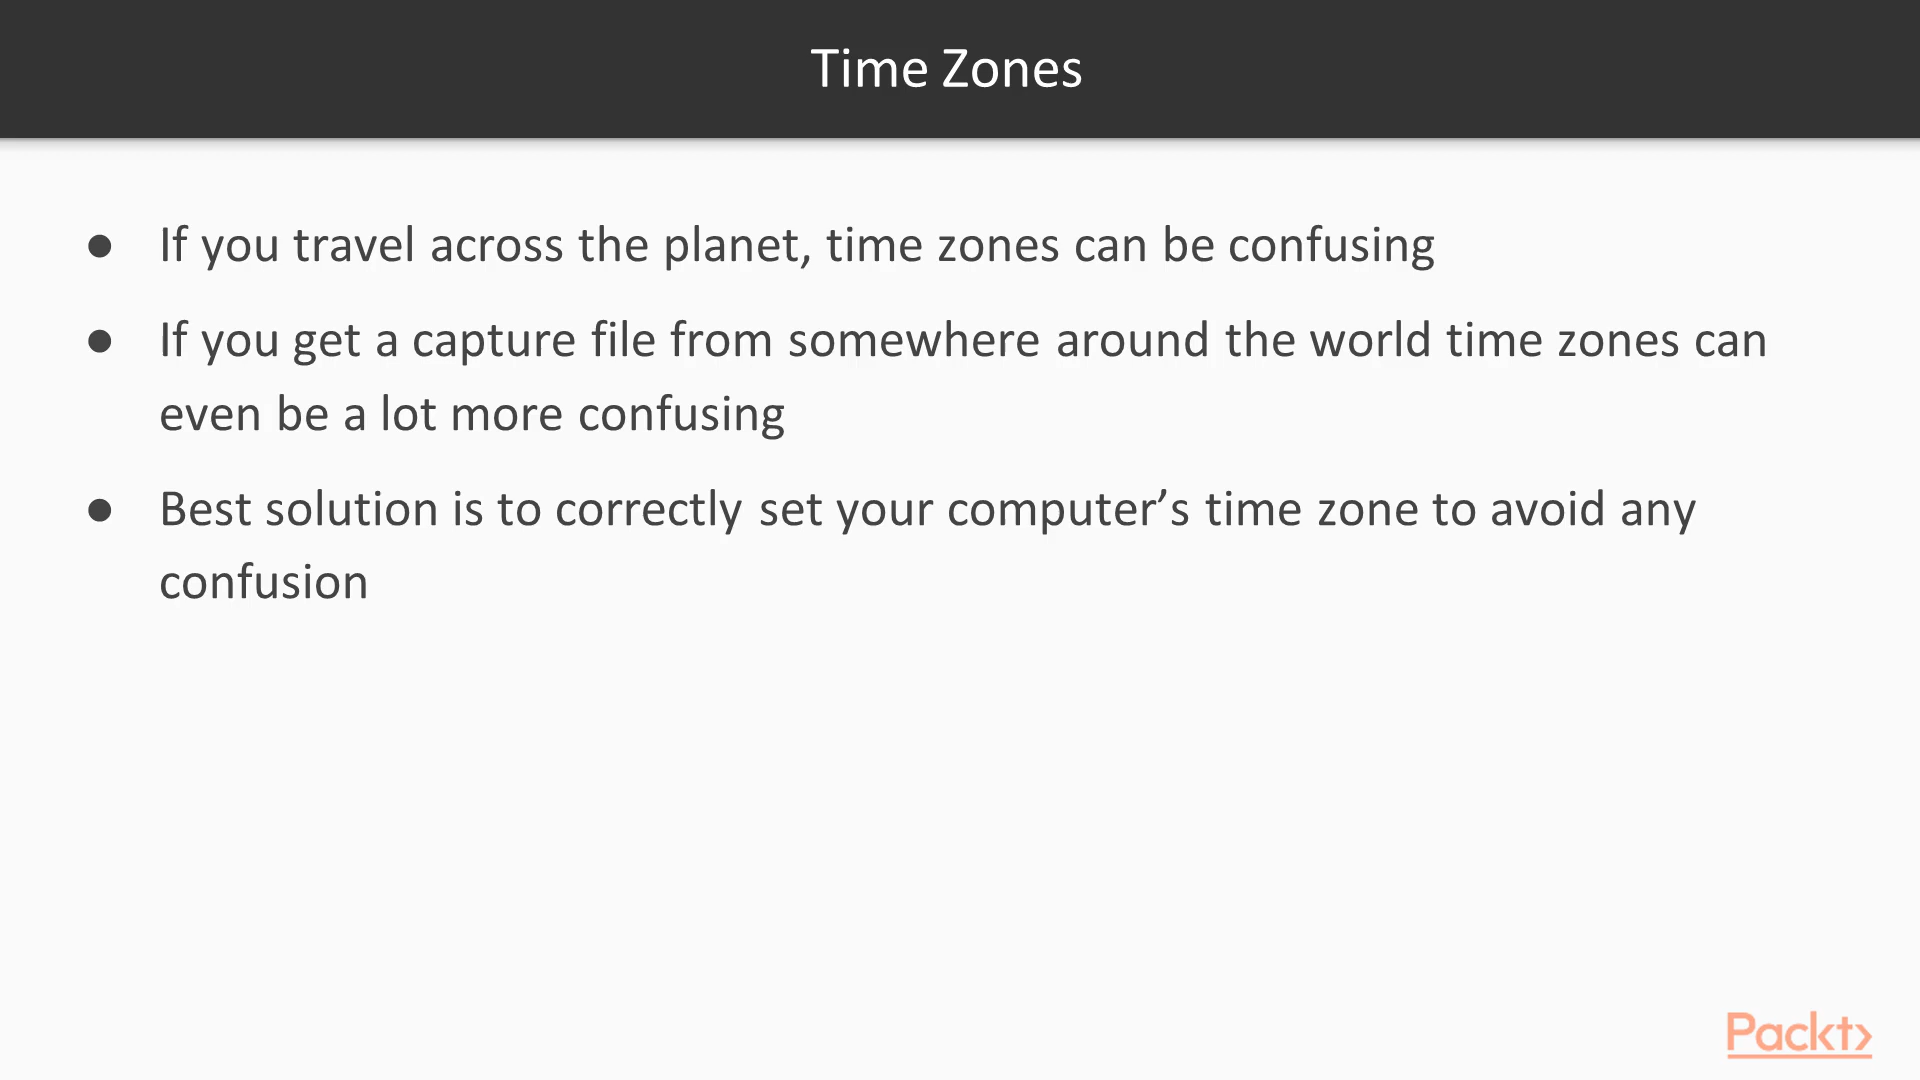 Time Zones
● If you travel across the planet, time zones can be confusing
● If you get a capture file from somewhere around the world time zones can
even be a lot more confusing
● Best solution is to correctly set your computer’s time zone to avoid any
confusion
Packt>